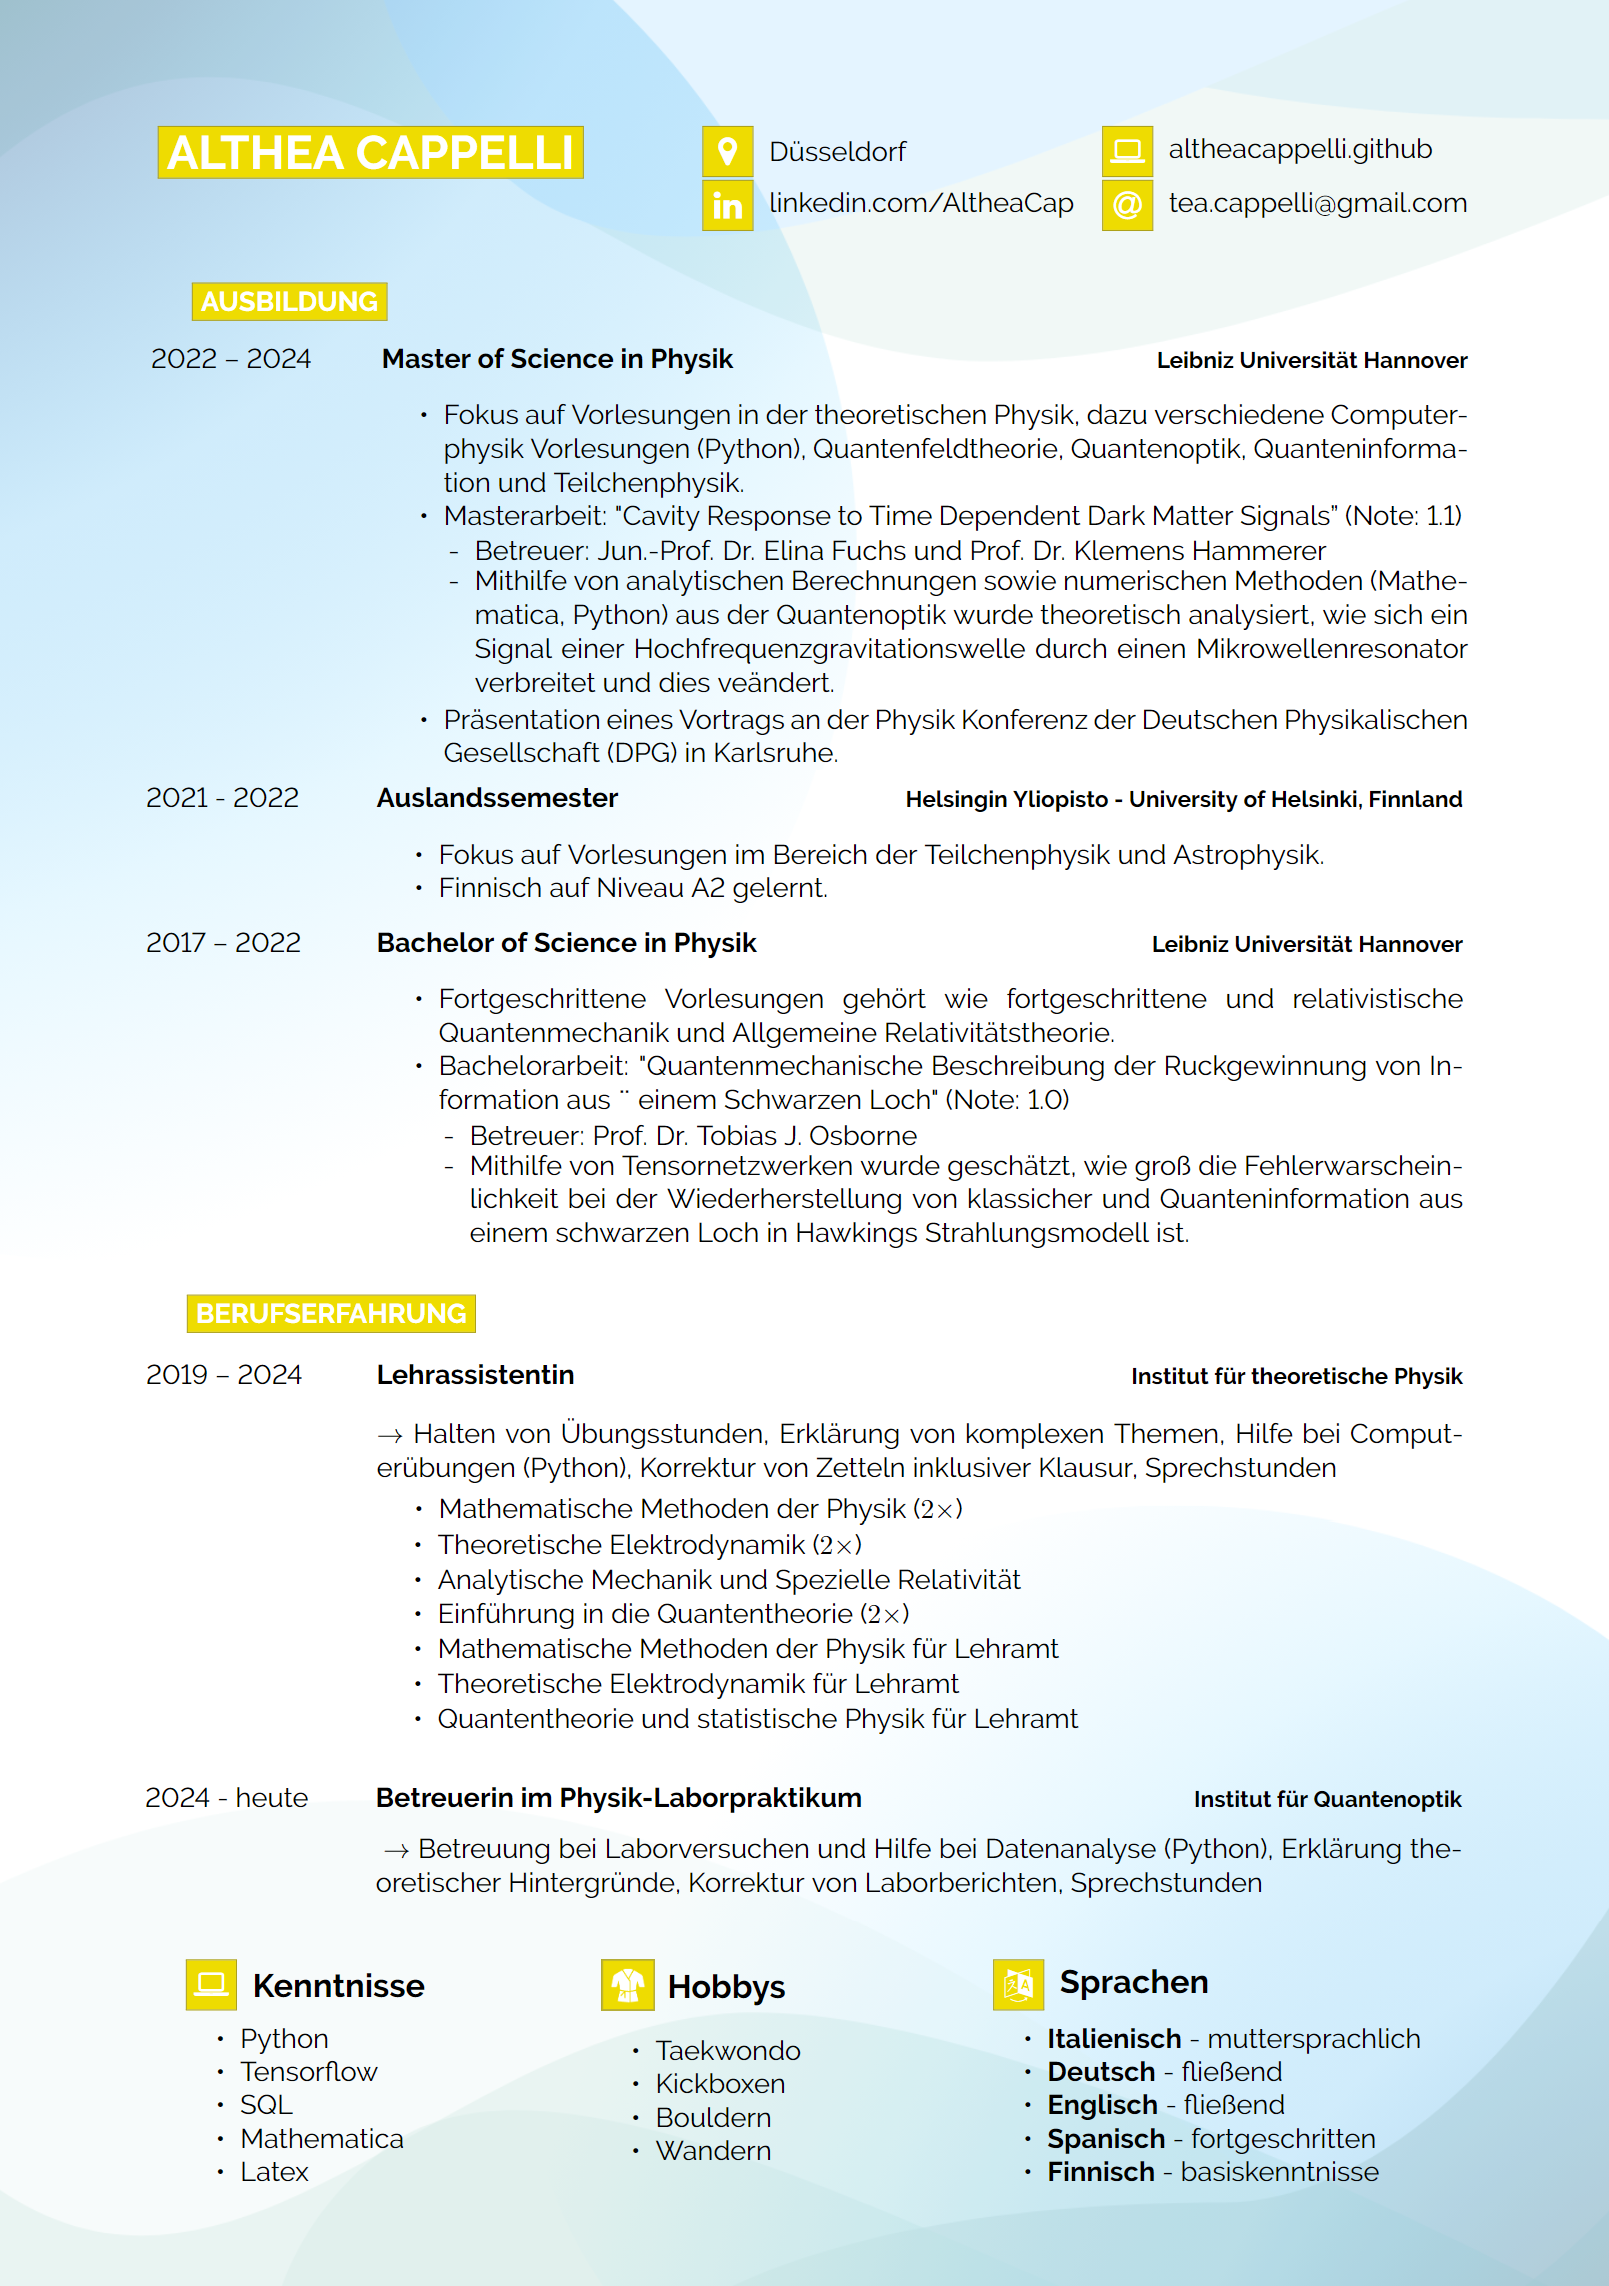 ALTHEA CAPPELLI
Düsseldorf
altheacappelli.github
linkedin.com/AltheaCap
tea.cappelli@gmail.com
AUSBILDUNG
2022 – 2024 Master of Science in Physik Leibniz Universität Hannover
• Fokus auf Vorlesungen in der theoretischen Physik, dazu verschiedene Computer-
physik Vorlesungen (Python), Quantenfeldtheorie, Quantenoptik, Quanteninforma-
tion und Teilchenphysik.
• Masterarbeit: "Cavity Response to Time Dependent Dark Matter Signals” (Note: 1.1)
- Betreuer: Jun.-Prof. Dr. Elina Fuchs und Prof. Dr. Klemens Hammerer
- Mithilfe von analytischen Berechnungen sowie numerischen Methoden (Mathe-
matica, Python) aus der Quantenoptik wurde theoretisch analysiert, wie sich ein
Signal einer Hochfrequenzgravitationswelle durch einen Mikrowellenresonator
verbreitet und dies veändert.
• Präsentation eines Vortrags an der Physik Konferenz der Deutschen Physikalischen
Gesellschaft (DPG) in Karlsruhe.
2021 - 2022 Auslandssemester Helsingin Yliopisto - University of Helsinki, Finnland
• Fokus auf Vorlesungen im Bereich der Teilchenphysik und Astrophysik.
• Finnisch auf Niveau A2 gelernt.
2017 – 2022 Bachelor of Science in Physik Leibniz Universität Hannover
• Fortgeschrittene Vorlesungen gehört wie fortgeschrittene und relativistische
Quantenmechanik und Allgemeine Relativitätstheorie.
• Bachelorarbeit: "Quantenmechanische Beschreibung der Ruckgewinnung von In-
formation aus ¨ einem Schwarzen Loch" (Note: 1.0)
- Betreuer: Prof. Dr. Tobias J. Osborne
- Mithilfe von Tensornetzwerken wurde geschätzt, wie groß die Fehlerwarschein-
lichkeit bei der Wiederherstellung von klassicher und Quanteninformation aus
einem schwarzen Loch in Hawkings Strahlungsmodell ist.
BERUFSERFAHRUNG
2019 – 2024 Lehrassistentin Institut für theoretische Physik
→ Halten von Übungsstunden, Erklärung von komplexen Themen, Hilfe bei Comput-
erübungen (Python), Korrektur von Zetteln inklusiver Klausur, Sprechstunden
• Mathematische Methoden der Physik (2×)
• Theoretische Elektrodynamik (2×)
• Analytische Mechanik und Spezielle Relativität
• Einführung in die Quantentheorie (2×)
• Mathematische Methoden der Physik für Lehramt
• Theoretische Elektrodynamik für Lehramt
• Quantentheorie und statistische Physik für Lehramt
2024 - heute Betreuerin im Physik-Laborpraktikum Institut für Quantenoptik
→ Betreuung bei Laborversuchen und Hilfe bei Datenanalyse (Python), Erklärung the-
oretischer Hintergründe, Korrektur von Laborberichten, Sprechstunden
Kenntnisse
• Python
• Tensorflow
• SQL
• Mathematica
• Latex
Hobbys
• Taekwondo
• Kickboxen
• Bouldern
• Wandern
Sprachen
• Italienisch - muttersprachlich
• Deutsch - fließend
• Englisch - fließend
• Spanisch - fortgeschritten
• Finnisch - basiskenntnisse